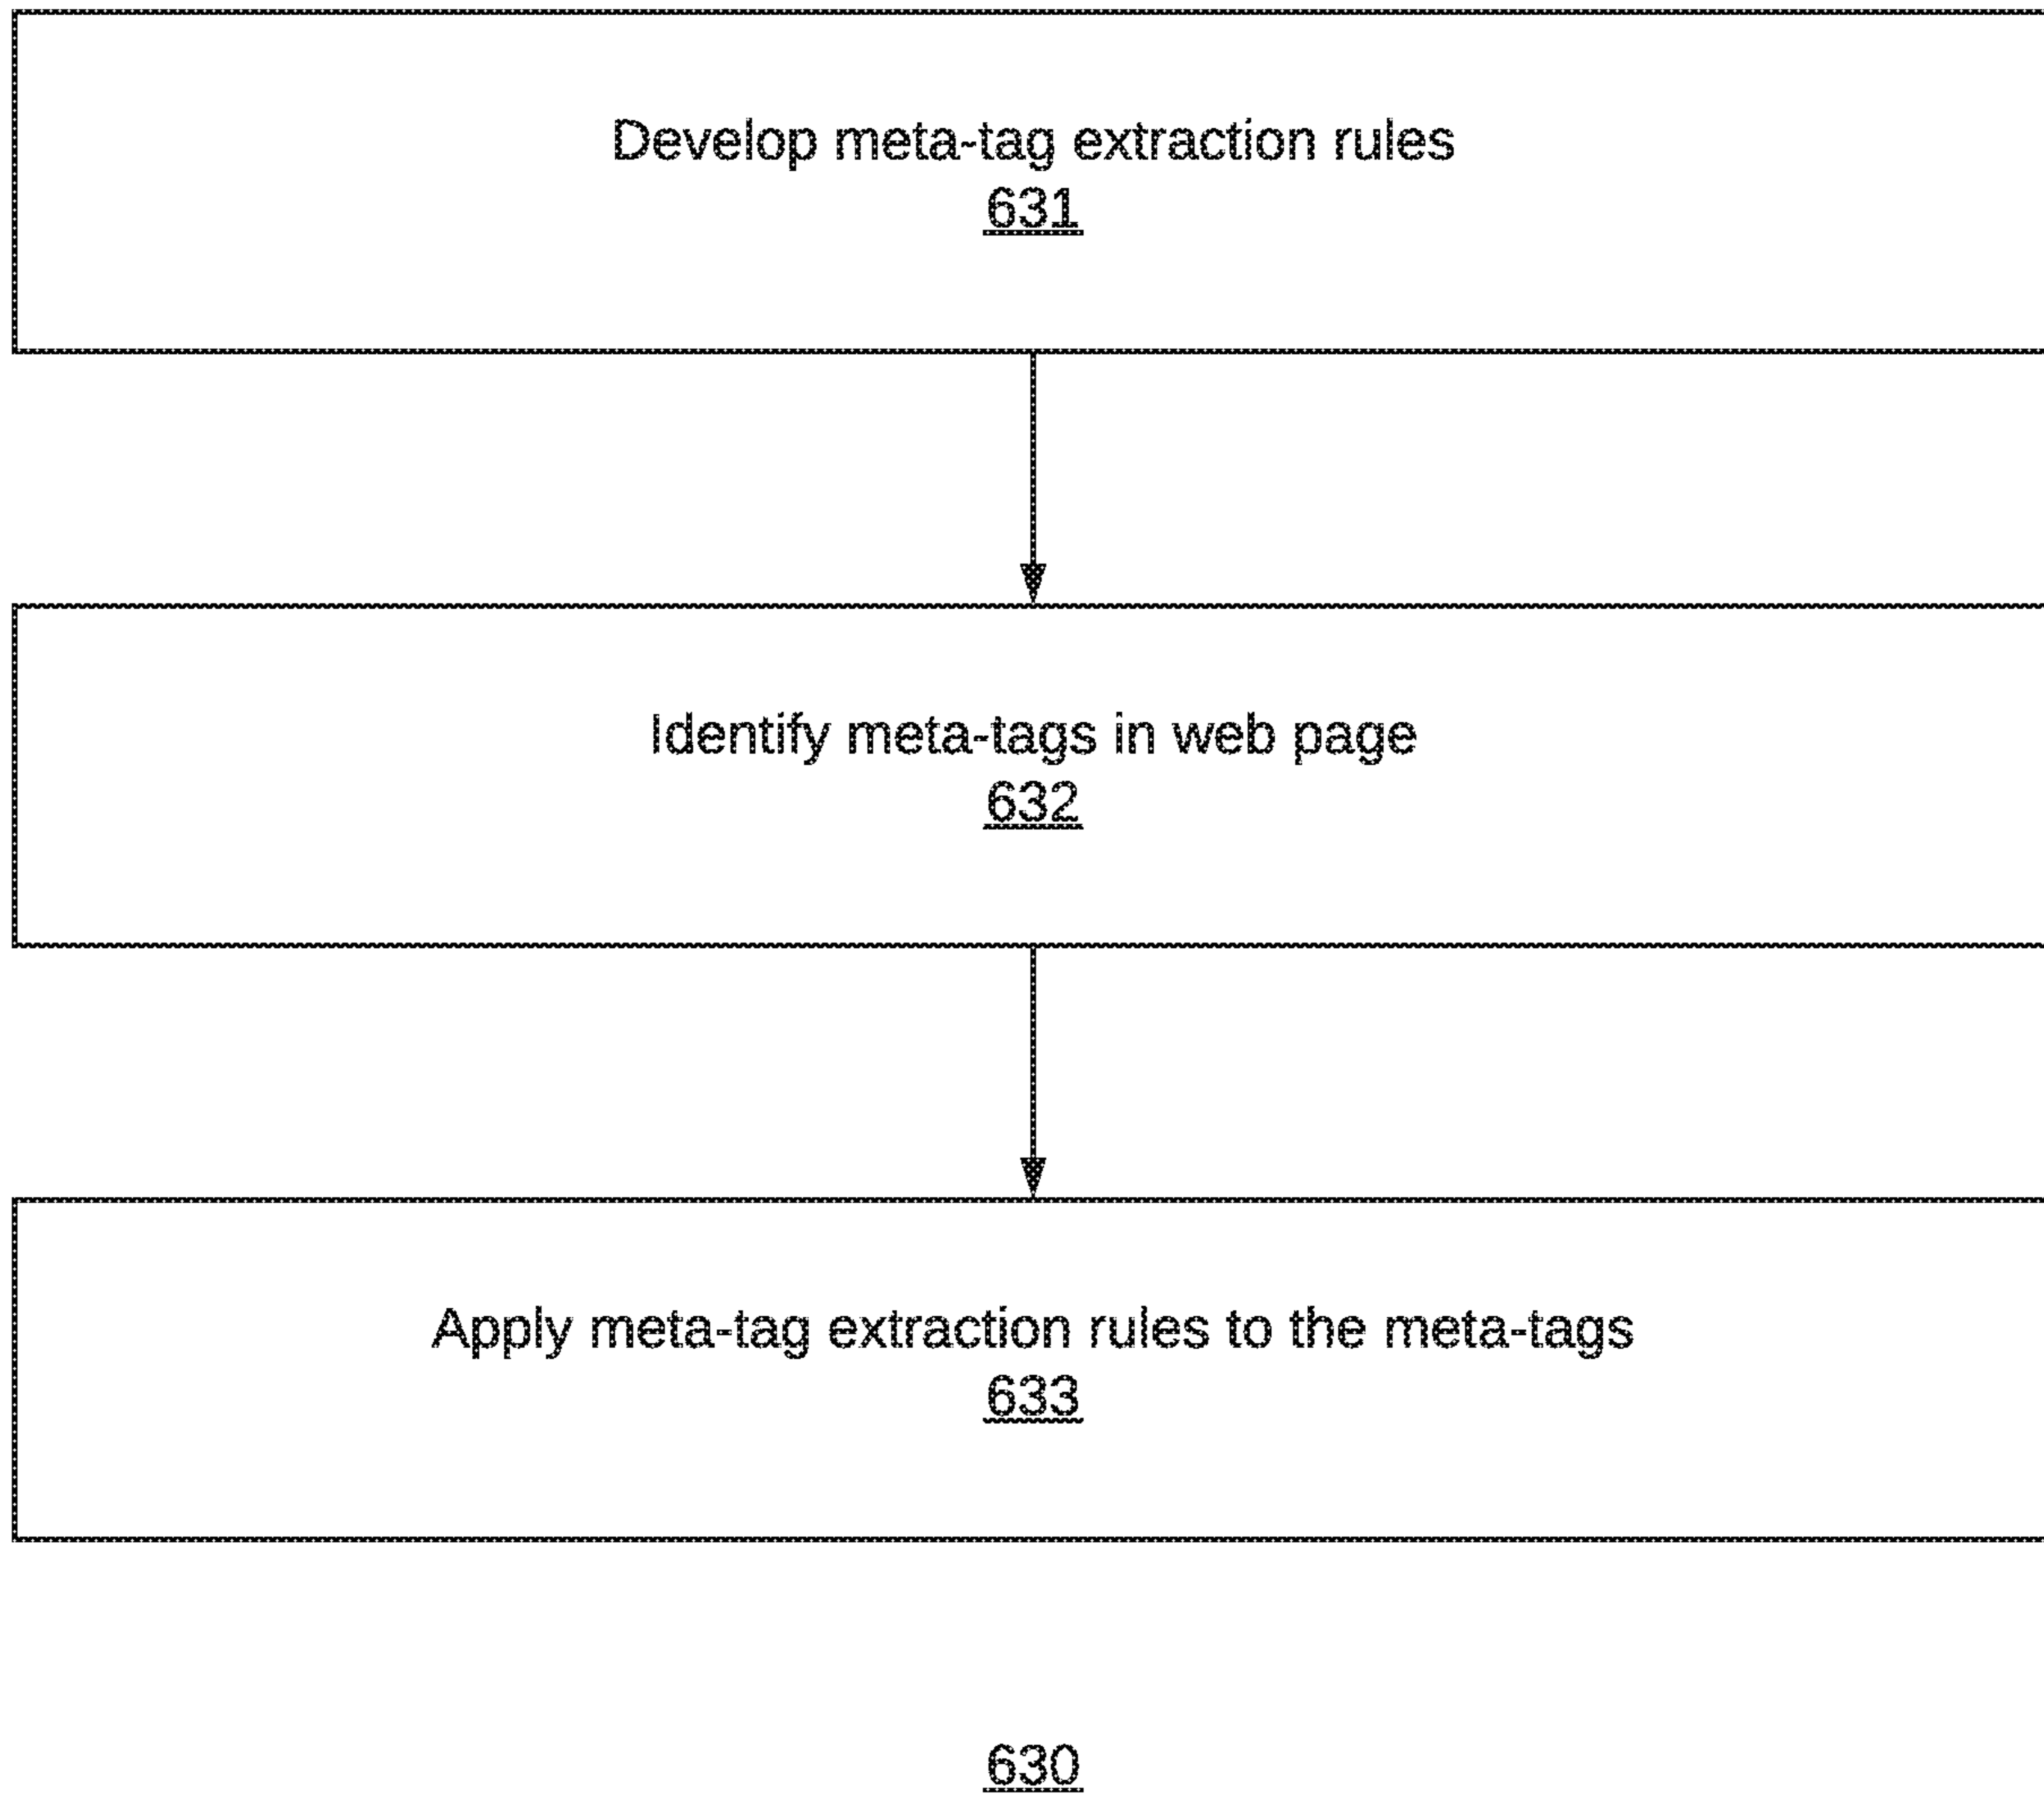 Develop meta-tag extraction rules
631
Identify meta-tags in web page
632
Apply meta-tag extraction rules to the meta-tags
633
630